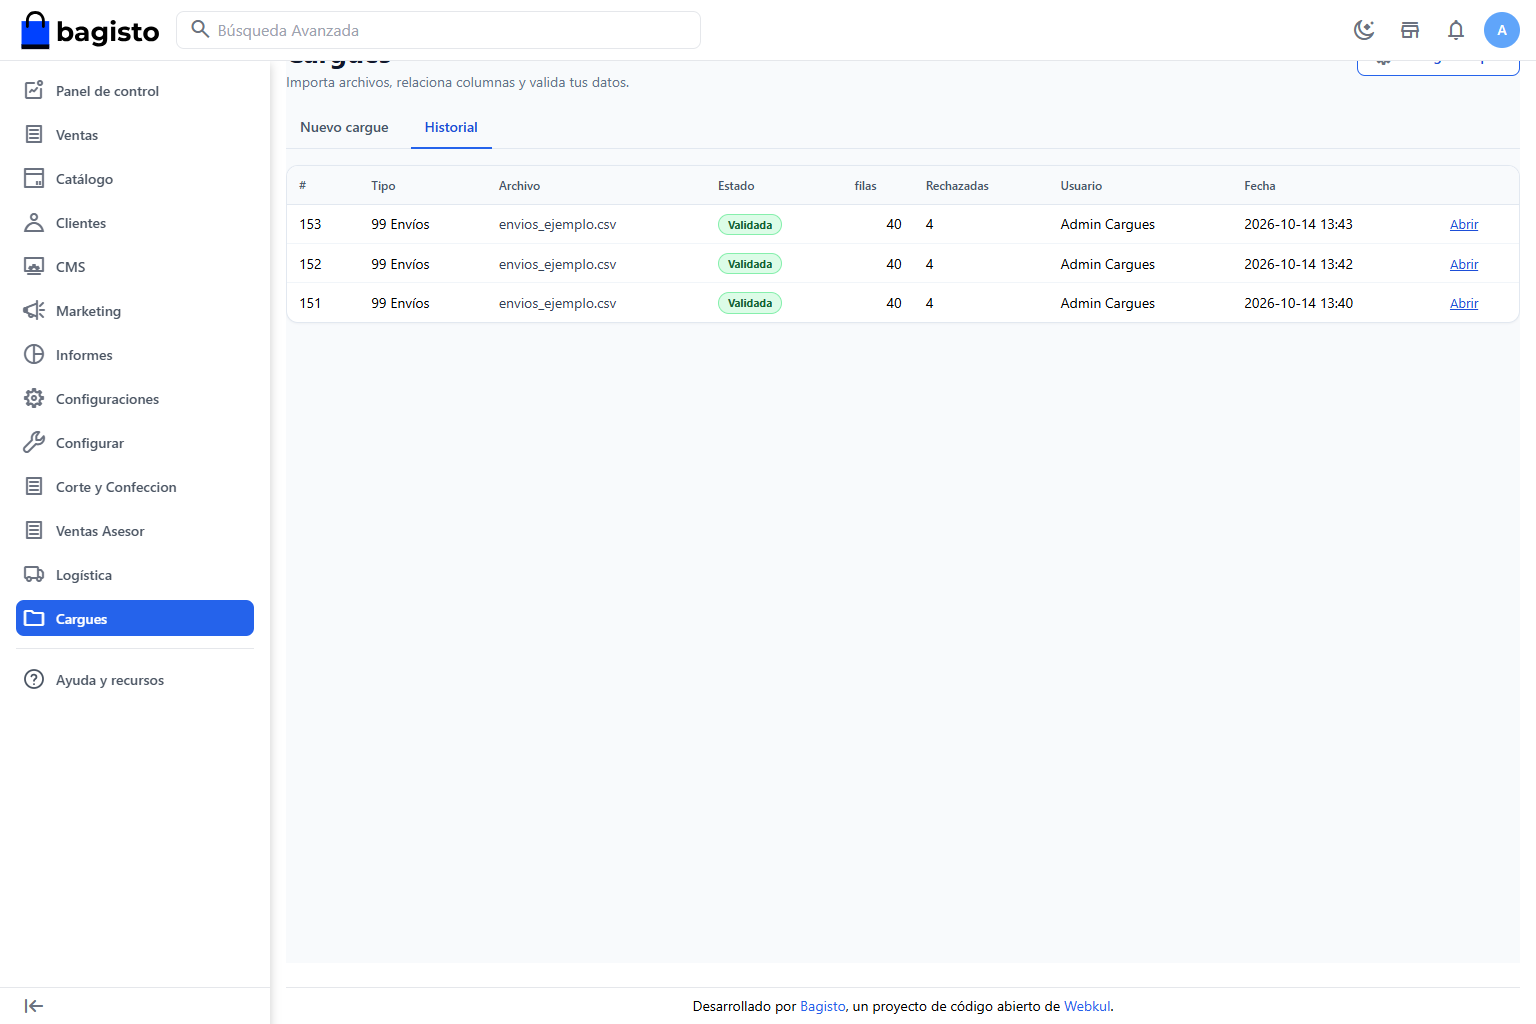 bagisto
Búsqueda Avanzada
A
Panel de control
Ventas
Catálogo
Clientes
CMS
Marketing
Informes
Configuraciones
Configurar
Corte y Confeccion
Ventas Asesor
Logística
Cargues
Ayuda y recursos
Cargues
Importa archivos, relaciona columnas y valida tus datos.
Nuevo cargue Historial
# Tipo Archivo Estado filas Rechazadas Usuario Fecha
153 99 Envíos envios_ejemplo.csv Validada 40 4 Admin Cargues 2026-10-14 13:43 Abrir
152 99 Envíos envios_ejemplo.csv Validada 40 4 Admin Cargues 2026-10-14 13:42 Abrir
151 99 Envíos envios_ejemplo.csv Validada 40 4 Admin Cargues 2026-10-14 13:40 Abrir
Desarrollado por Bagisto, un proyecto de código abierto de Webkul.